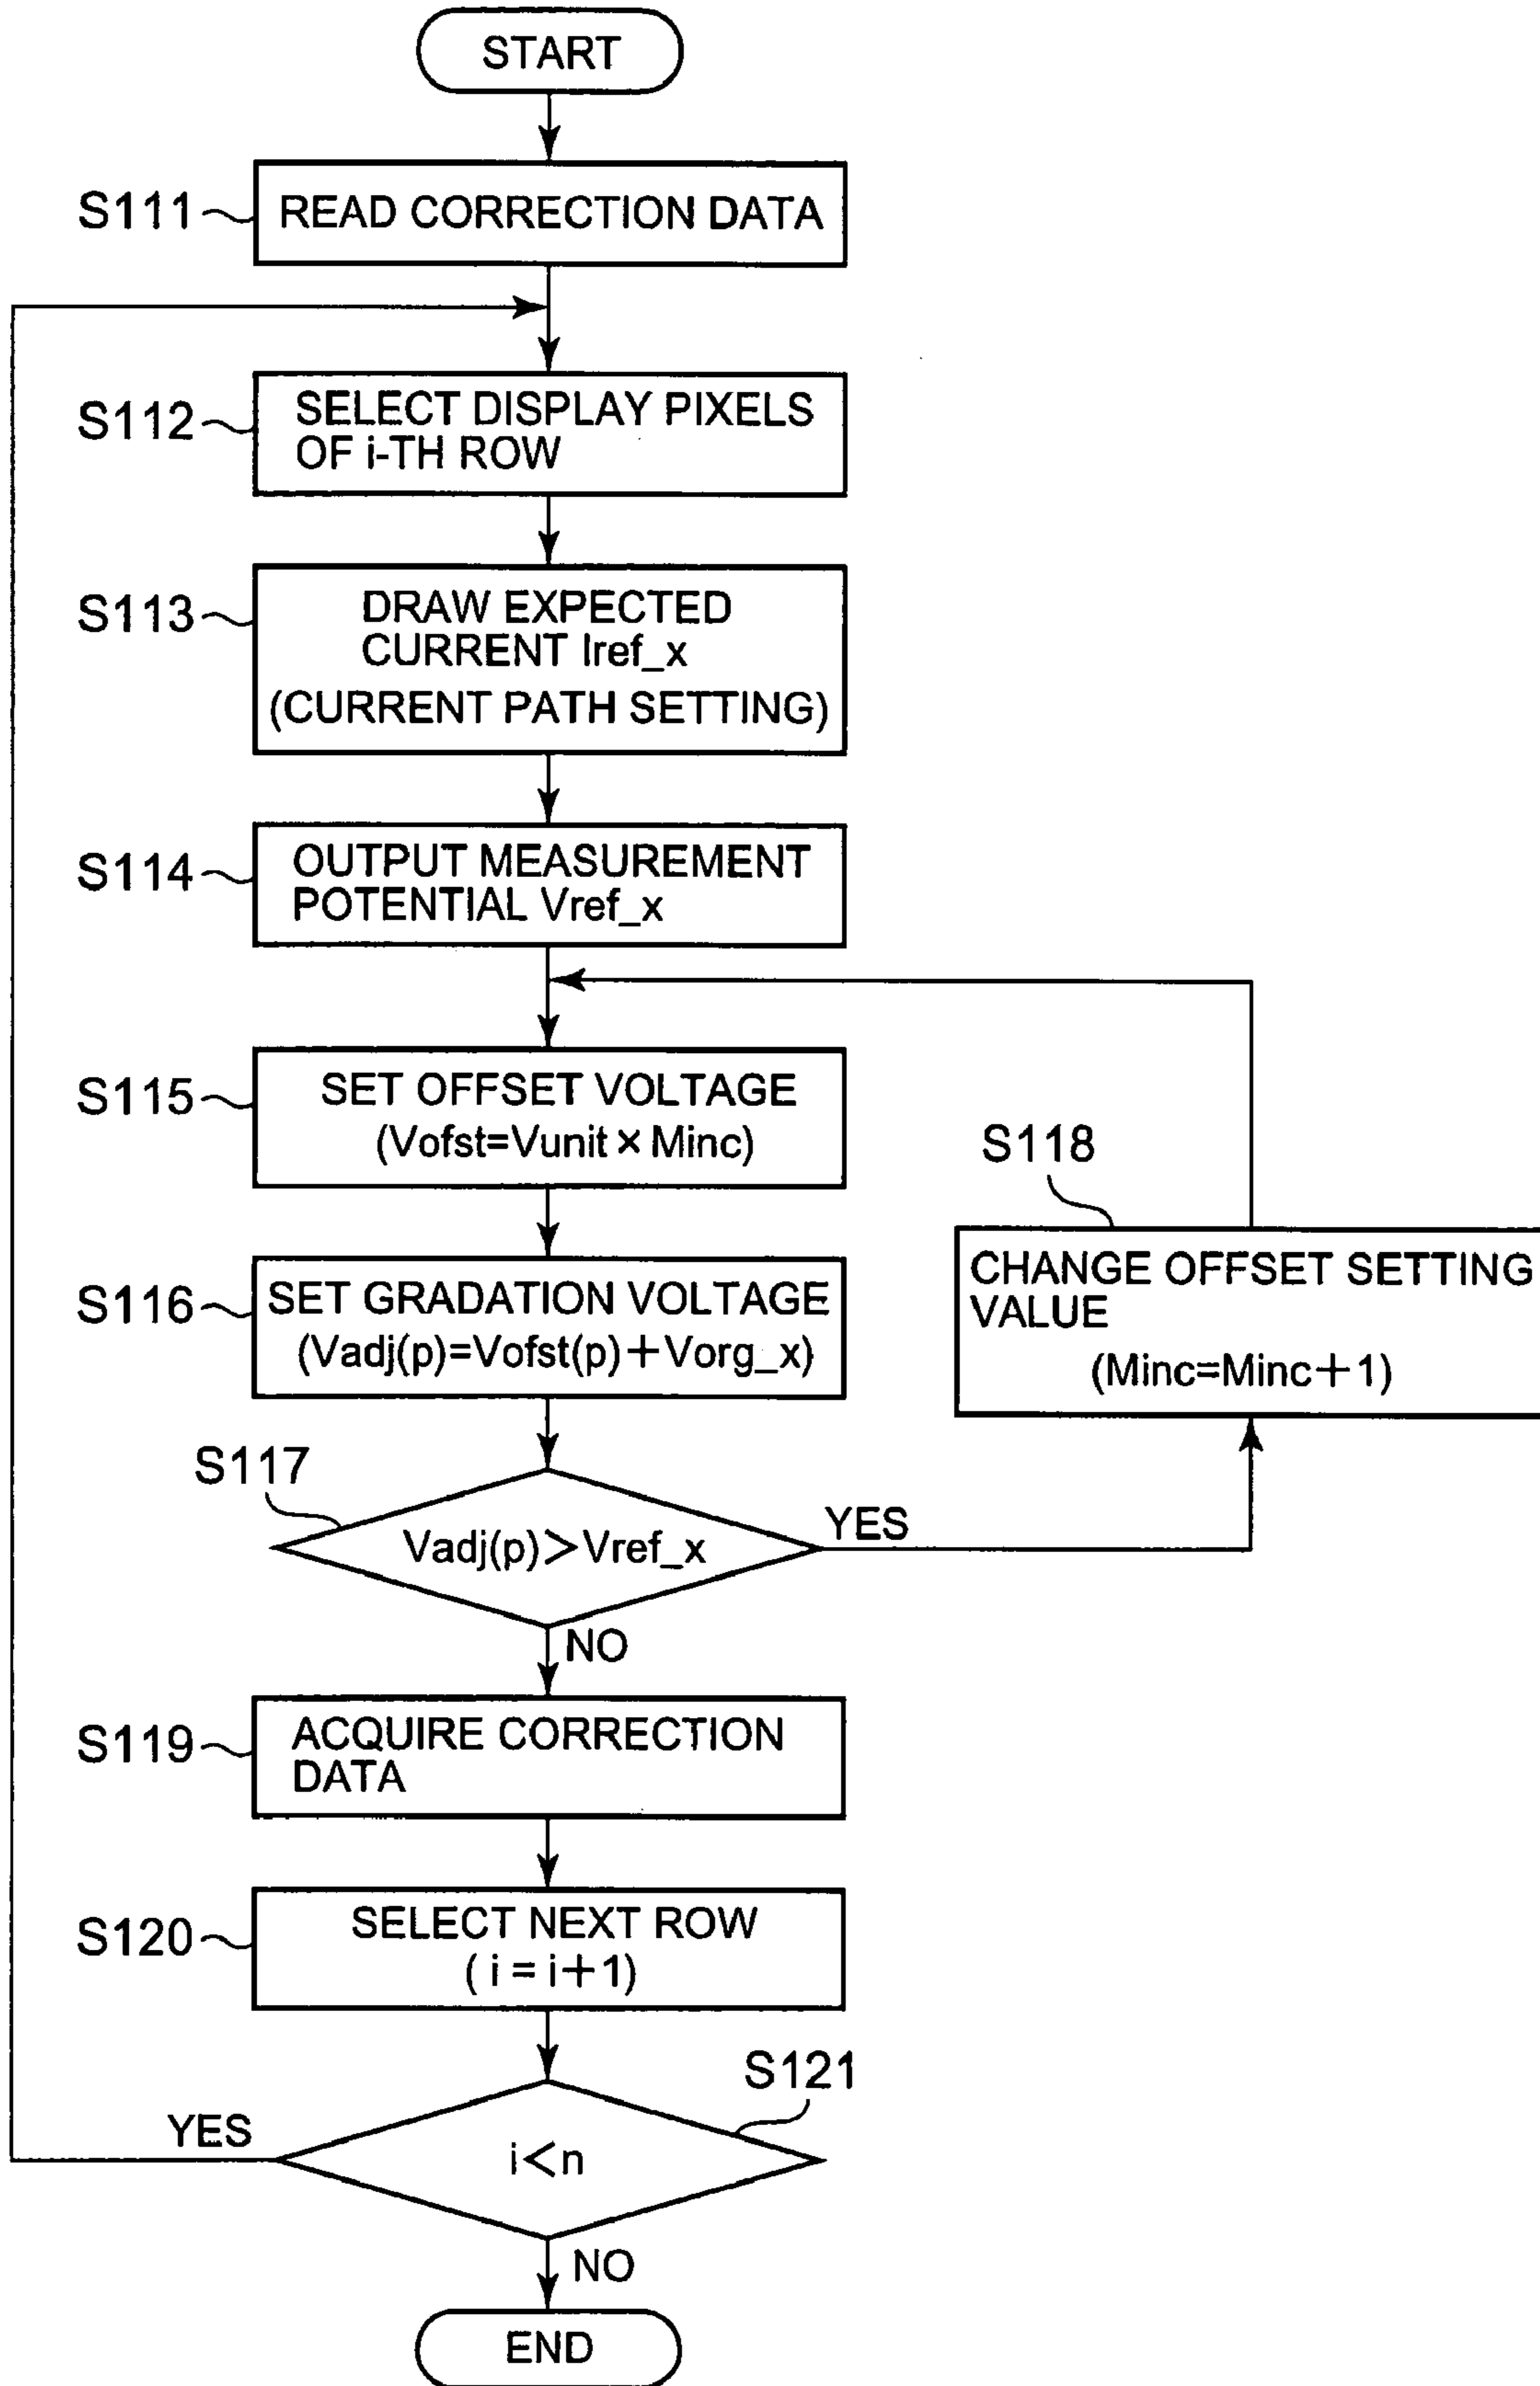 START
S111
READ CORRECTION DATA
S112
SELECT DISPLAY PIXELS
OF i-TH ROW
S113
DRAW EXPECTED
CURRENT Iref_x
(CURRENT PATH SETTING)
S114
OUTPUT MEASUREMENT
POTENTIAL Vref_x
S115
SET OFFSET VOLTAGE
(Vofst=Vunit×Minc)
S116
SET GRADATION VOLTAGE
(Vadj(p)=Vofst(p)+Vorg_x)
S118
CHANGE OFFSET SETTING
VALUE
(Minc=Minc+1)
S117
Vadj(p)>Vref_x
YES
NO
S119
ACQUIRE CORRECTION
DATA
S120
SELECT NEXT ROW
( i = i+1)
S121
YES
i<n
NO
END